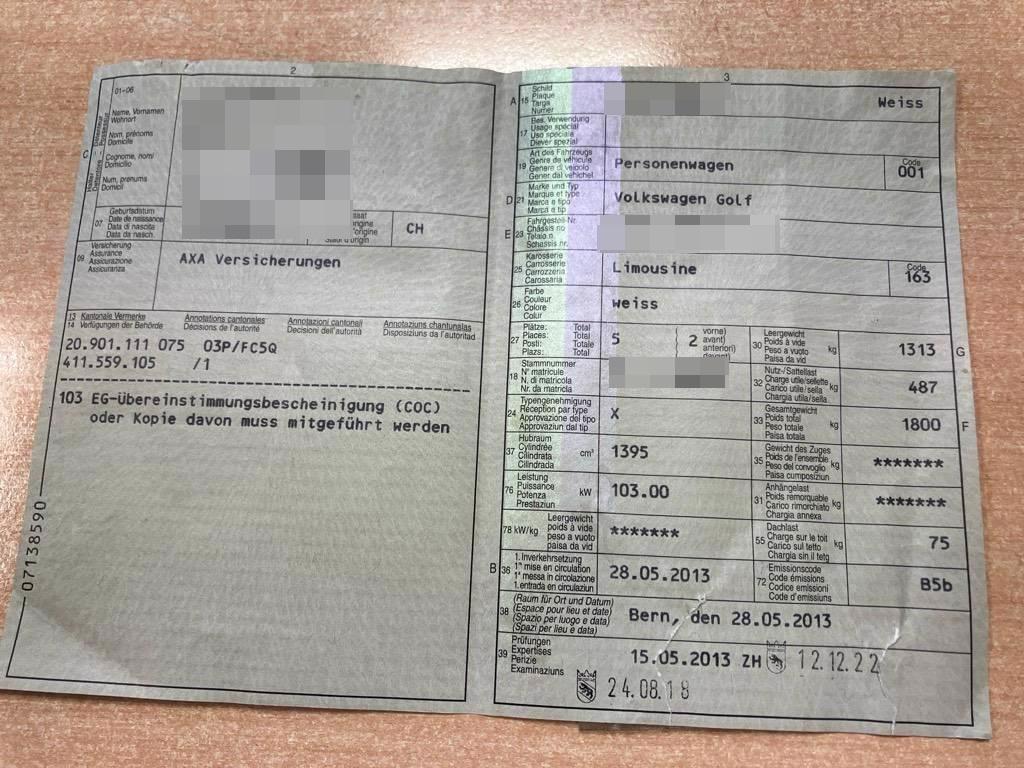 2
01-06
Name, Vornamen
Wohnort
Nom, prénoms
Domicile
C
Cognome, nomi
Domicilio
Num, prenums
Domicil
07
Geburtsdatum
Date de naissance
Data di nascita
Data da nasch.
CH
09
Versicherung
Assurance
Assicurazione
Assicuranza
AXA Versicherungen
13 Kantonale Vermerke Annotations cantonales Annotazioni cantonali Annotaziuns chantunalas
14 Verfügungen der Behörde Décisions de l'autorité Decisioni dell'autorità Disposiziuns da l'autoritad
20.901.111 075 03P/FC5Q
411.559.105 /1
103 EG-Übereinstimmungsbescheinigung (COC)
oder Kopie davon muss mitgeführt werden
07138590
3
A 15
Schild
Plaque
Targa
Numer
Weiss
17
Bes. Verwendung
Usage spécial
Uso speciale
Diever spezial
19
Art des Fahrzeugs
Genre de véhicule
Genere di veicolo
Gener dal vehichel
Personenwagen
Code
001
D 21
Marke und Typ
Marque et type
Marca e tipo
Marca e tip
Volkswagen Golf
E 23
Fahrgestell-Nr.
Châssis no
Telaio n.
Schassis nr.
25
Karosserie
Carrosserie
Carrozzeria
Carossaria
Limousine
Code
163
26
Farbe
Couleur
Colore
Colur
weiss
27
Plätze: Total
Places: Total
Posti: Totale
Plazs: Total
5 ( 2
vorne)
avant)
anteriori)
30
Leergewicht
Poids à vide
Peso a vuoto
Paisa da vid
kg
1313
G
18
Stammnummer
N° matricule
N. di matricola
Nr. da matricla
32
Nutz-/Sattellast
Charge utile/sellette
Carico utile/sella
Chargia utila/sella
kg
487
24
Typengenehmigung
Réception par type
Approvazione del tipo
Approvaziun dal tip
X
33
Gesamtgewicht
Poids total
Peso totale
Paisa totala
kg
1800
F
37
Hubraum
Cylindrée
Cilindrata
Cilindrada
cm³
1395
35
Gewicht des Zuges
Poids de l'ensemble
Peso del convoglio
Paisa cumposiziun
kg
*******
76
Leistung
Puissance
Potenza
Prestaziun
kW
103.00
31
Anhängelast
Poids remorquable
Carico rimorchiato
Chargia annexa
kg
*******
78 kW/kg
Leergewicht
poids à vide
peso a vuoto
paisa da vid
*******
55
Dachlast
Charge sur le toit
Carico sul tetto
Chargia sin il tetg
kg
75
B 36
1. Inverkehrsetzung
1re mise en circulation
1a messa in circolazione
1. entrada en circulaziun
28.05.2013
72
Emissionscode
Code émissions
Codice emissioni
Code d'emissiuns
B5b
38
(Raum für Ort und Datum)
(Espace pour lieu et date)
(Spazio per luogo e data)
(Spazi per lieu e data)
Bern, den 28.05.2013
39
Prüfungen
Expertises
Perizie
Examinaziuns
15.05.2013 ZH 12.12.22
24.08.18